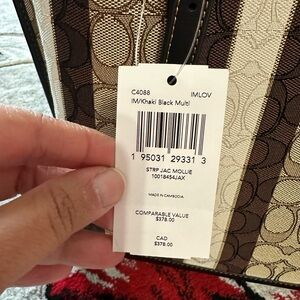 C4088 IMLOV
IM/Khaki Black Multi
1 95031 29331 3
STRP JAC MOLLIE
10018454JAX
MADE IN CAMBODIA
COMPARABLE VALUE
$378.00
CAD
$378.00